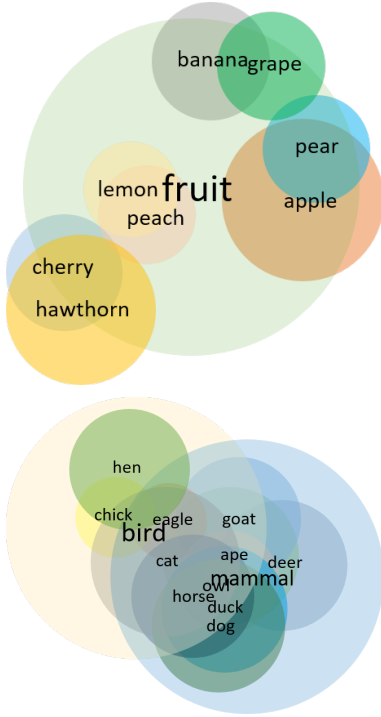 banana
grape
pear
lemon
fruit
apple
peach
cherry
hawthorn
hen
chick
eagle
goat
bird
cat
ape
deer
mammal
owl
horse
duck
dog